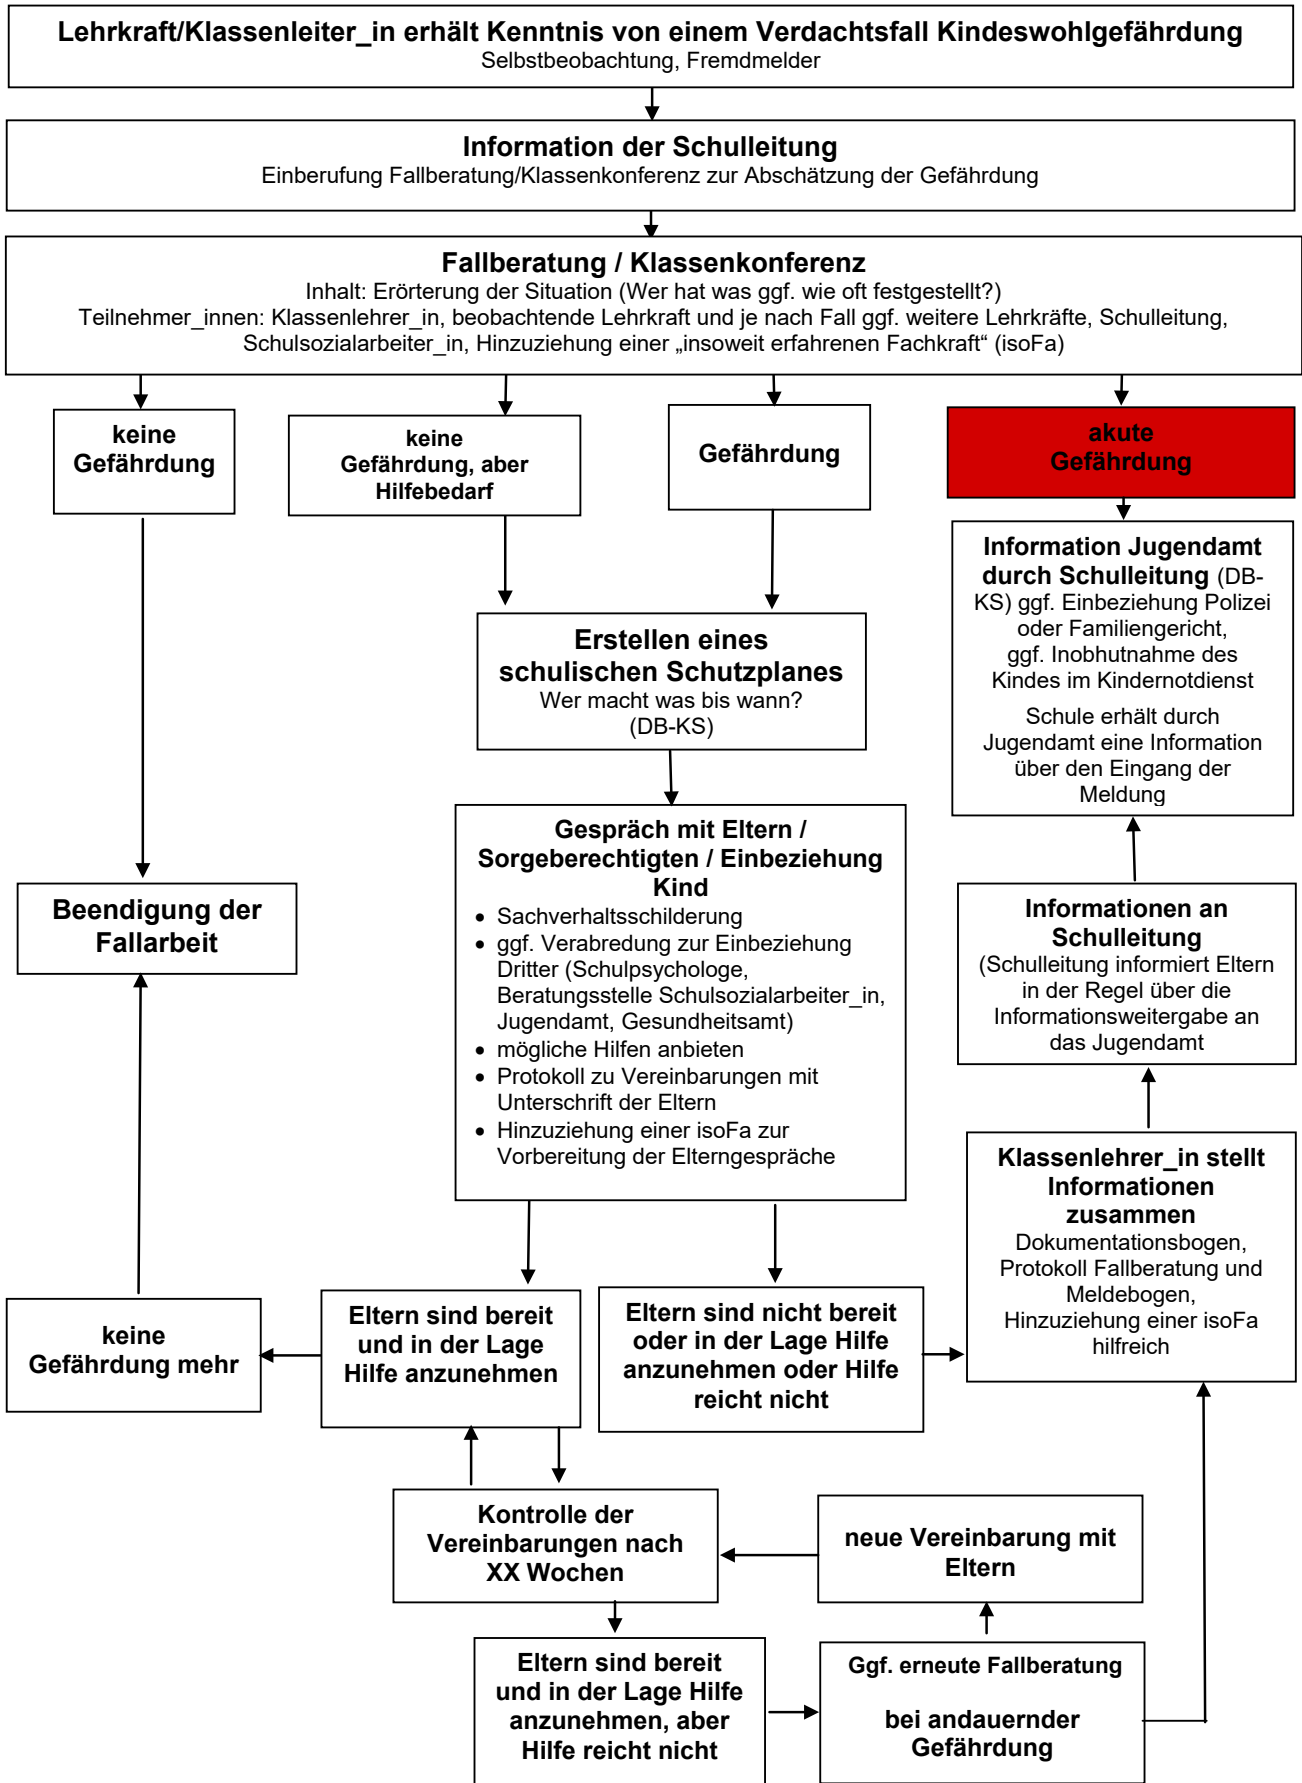 Lehrkraft/Klassenleiter_in erhält Kenntnis von einem Verdachtsfall Kindeswohlgefährdung
Selbstbeobachtung, Fremdmelder
Information der Schulleitung
Einberufung Fallberatung/Klassenkonferenz zur Abschätzung der Gefährdung
Fallberatung / Klassenkonferenz
Inhalt: Erörterung der Situation (Wer hat was ggf. wie oft festgestellt?)
Teilnehmer_innen: Klassenlehrer_in, beobachtende Lehrkraft und je nach Fall ggf. weitere Lehrkräfte, Schulleitung,
Schulsozialarbeiter_in, Hinzuziehung einer „insoweit erfahrenen Fachkraft“ (isoFa)
keine
Gefährdung
keine
Gefährdung, aber
Hilfebedarf
Gefährdung
akute
Gefährdung
Information Jugendamt
durch Schulleitung (DB-
KS) ggf. Einbeziehung Polizei
oder Familiengericht,
ggf. Inobhutnahme des
Kindes im Kindernotdienst
Schule erhält durch
Jugendamt eine Information
über den Eingang der
Meldung
Erstellen eines
schulischen Schutzplanes
Wer macht was bis wann?
(DB-KS)
Gespräch mit Eltern /
Sorgeberechtigten / Einbeziehung
Kind
• Sachverhaltsschilderung
• ggf. Verabredung zur Einbeziehung
Dritter (Schulpsychologe,
Beratungsstelle Schulsozialarbeiter_in,
Jugendamt, Gesundheitsamt)
• mögliche Hilfen anbieten
• Protokoll zu Vereinbarungen mit
Unterschrift der Eltern
• Hinzuziehung einer isoFa zur
Vorbereitung der Elterngespräche
Beendigung der
Fallarbeit
Informationen an
Schulleitung
(Schulleitung informiert Eltern
in der Regel über die
Informationsweitergabe an
das Jugendamt
Klassenlehrer_in stellt
Informationen
zusammen
Dokumentationsbogen,
Protokoll Fallberatung und
Meldebogen,
Hinzuziehung einer isoFa
hilfreich
keine
Gefährdung mehr
Eltern sind bereit
und in der Lage
Hilfe anzunehmen
Eltern sind nicht bereit
oder in der Lage Hilfe
anzunehmen oder Hilfe
reicht nicht
Kontrolle der
Vereinbarungen nach
XX Wochen
neue Vereinbarung mit
Eltern
Eltern sind bereit
und in der Lage Hilfe
anzunehmen, aber
Hilfe reicht nicht
Ggf. erneute Fallberatung
bei andauernder
Gefährdung